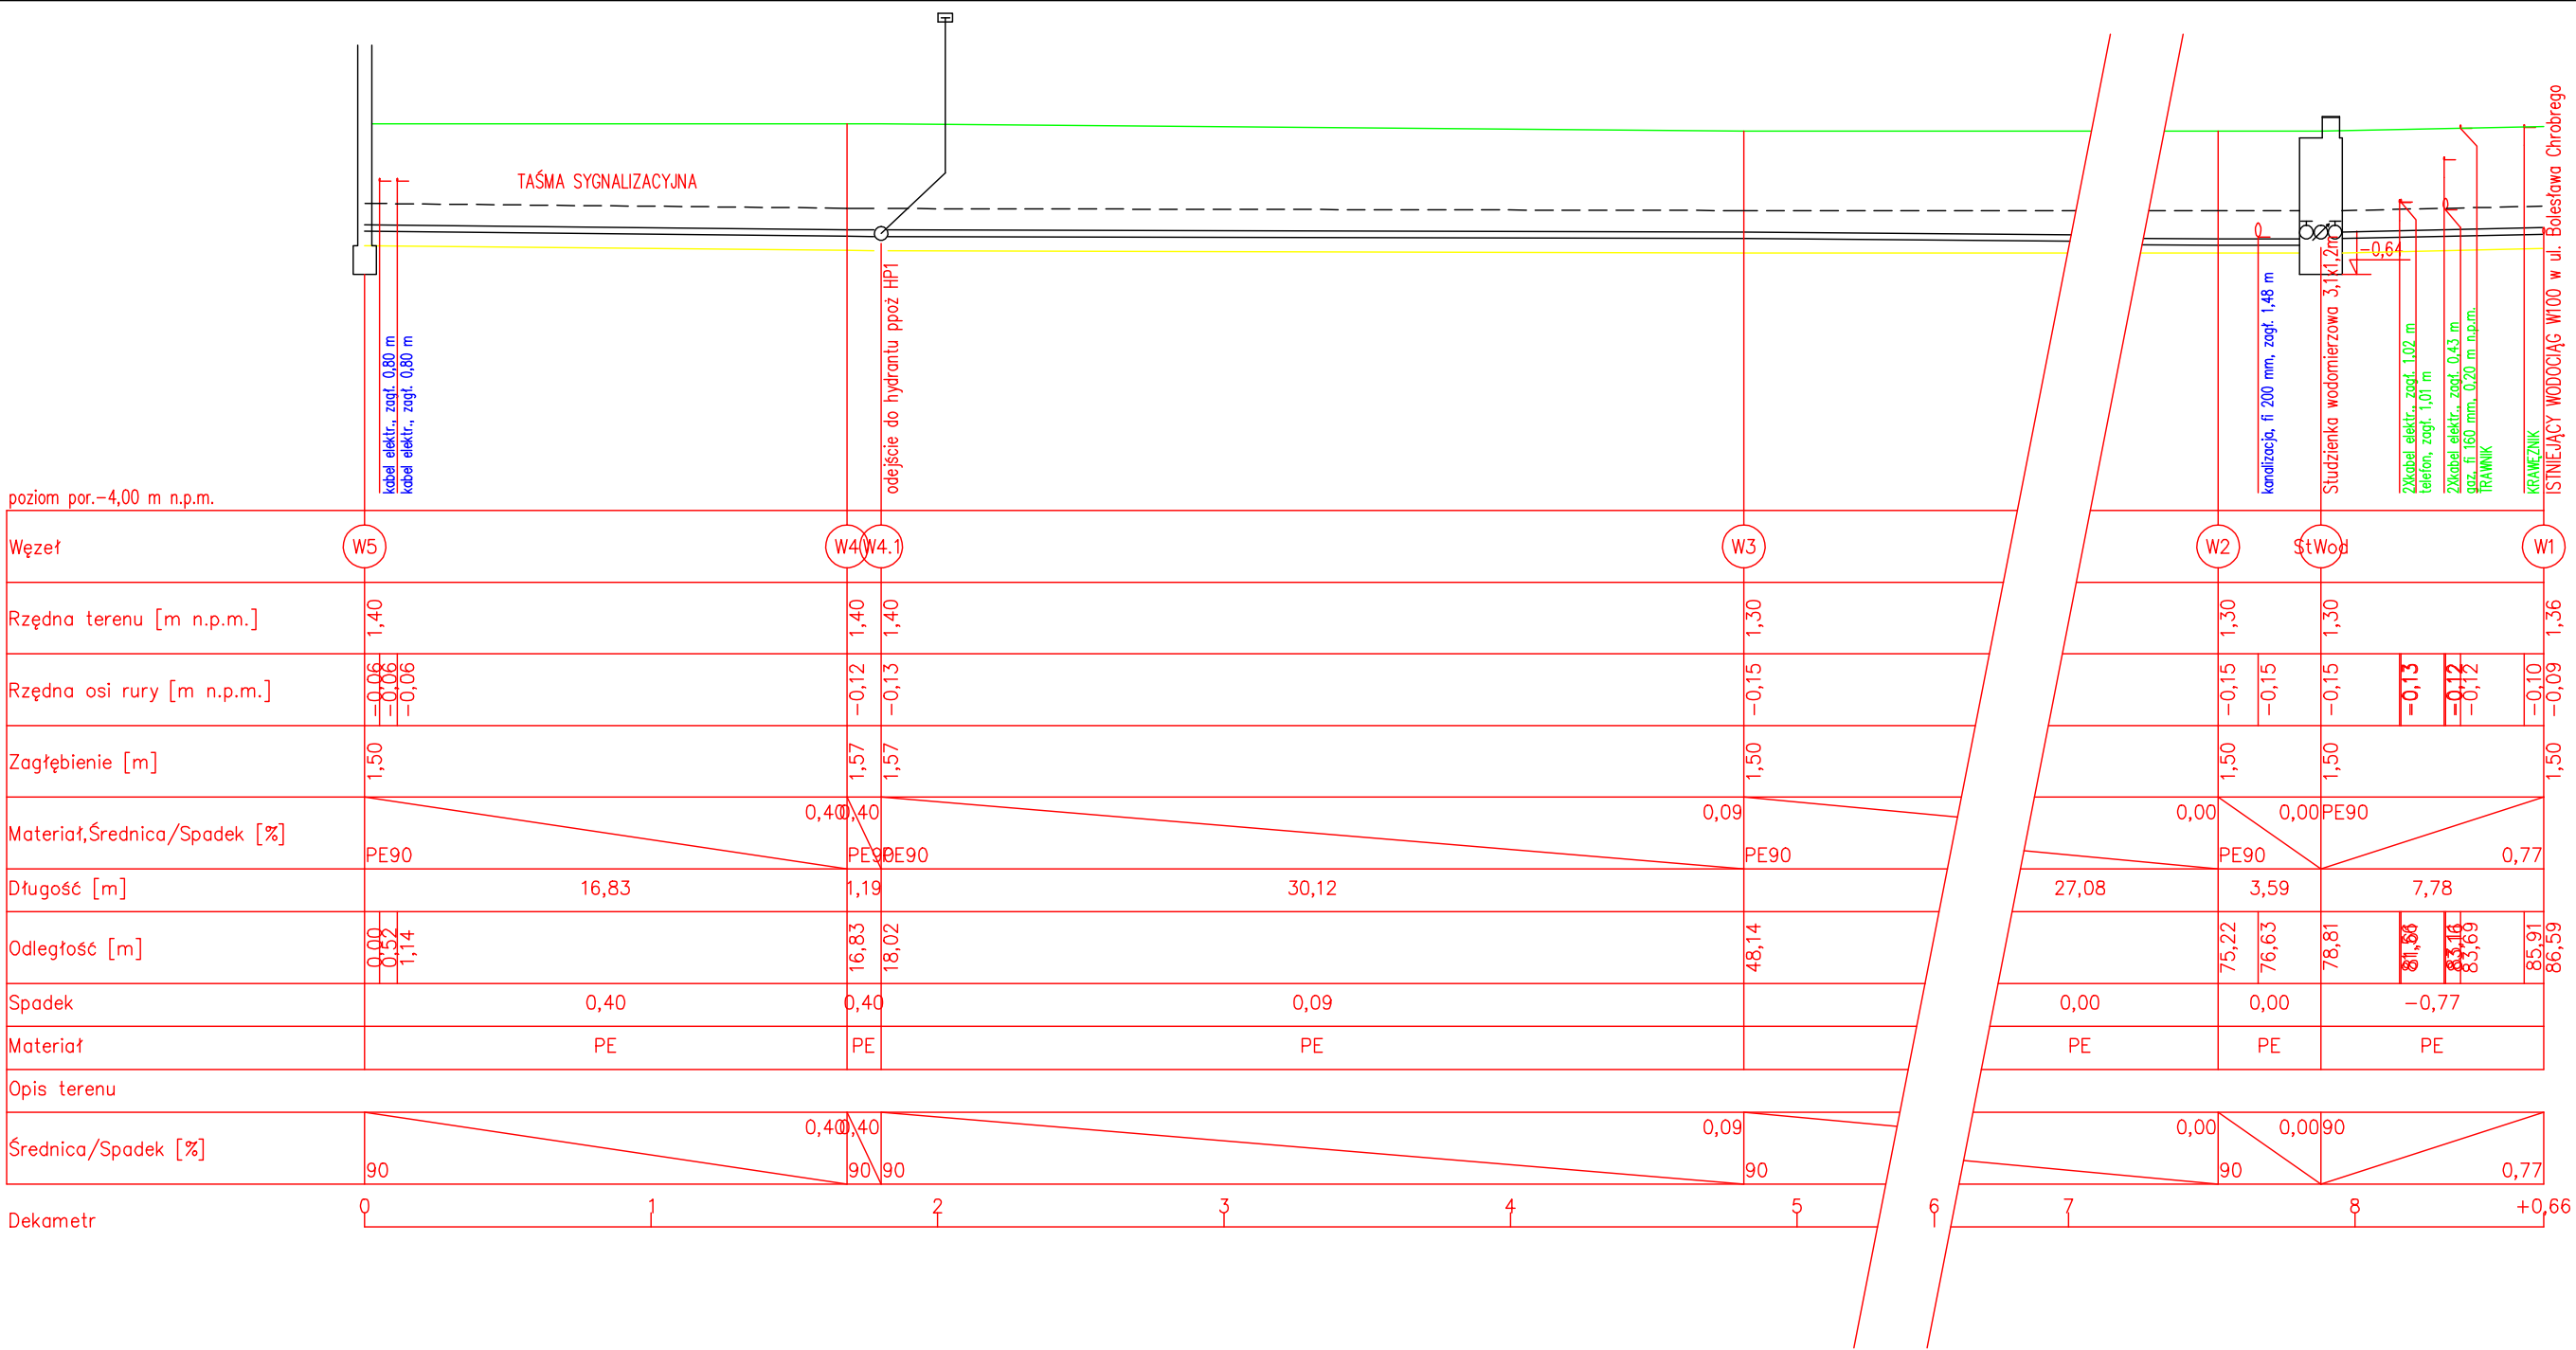 TAŚMA SYGNALIZACYJNA
kabel elektr., zagł. 0,80 m
kabel elektr., zagł. 0,80 m
odejście do hydrantu ppoż HP1
kanalizacja, fi 200 mm, zagł. 1,48 m
Studzienka wodomierzowa 3,1x1,2m
-0,64
2Xkabel elektr., zagł. 1,02 m
telefon, zagł. 1,01 m
2Xkabel elektr., zagł. 0,43 m
gaz, fi 160 mm, 0,20 m n.p.m.
TRAWNIK
KRAWĘŻNIK
ISTNIEJĄCY WODOCIĄG W100 w ul. Bolesława Chrobrego
poziom por.-4,00 m n.p.m.
Węzeł W5 W4 W4.1 W3 W2 StWod W1
Rzędna terenu [m n.p.m.] 1,40 1,40 1,40 1,30 1,30 1,30 1,36
Rzędna osi rury [m n.p.m.] -0,06 -0,06 -0,06 -0,12 -0,13 -0,15 -0,15 -0,15 -0,15 -0,13 -0,12 -0,12 -0,10 -0,09
Zagłębienie [m] 1,50 1,57 1,57 1,50 1,50 1,50 1,50
Materiał,Średnica/Spadek [%] 0,40 0,40 0,09 0,00 0,00 PE90
PE90 PE90 PE90 PE90 PE90 0,77
Długość [m] 16,83 1,19 30,12 27,08 3,59 7,78
Odległość [m] 0,00 0,52 1,14 16,83 18,02 48,14 75,22 76,63 78,81 83,16 83,69 85,91 86,59
Spadek 0,40 0,40 0,09 0,00 0,00 -0,77
Materiał PE PE PE PE PE PE
Opis terenu
Średnica/Spadek [%] 0,40 0,40 0,09 0,00 0,00 90
90 90 90 90 90 0,77
Dekametr 0 1 2 3 4 5 6 7 8 +0,66